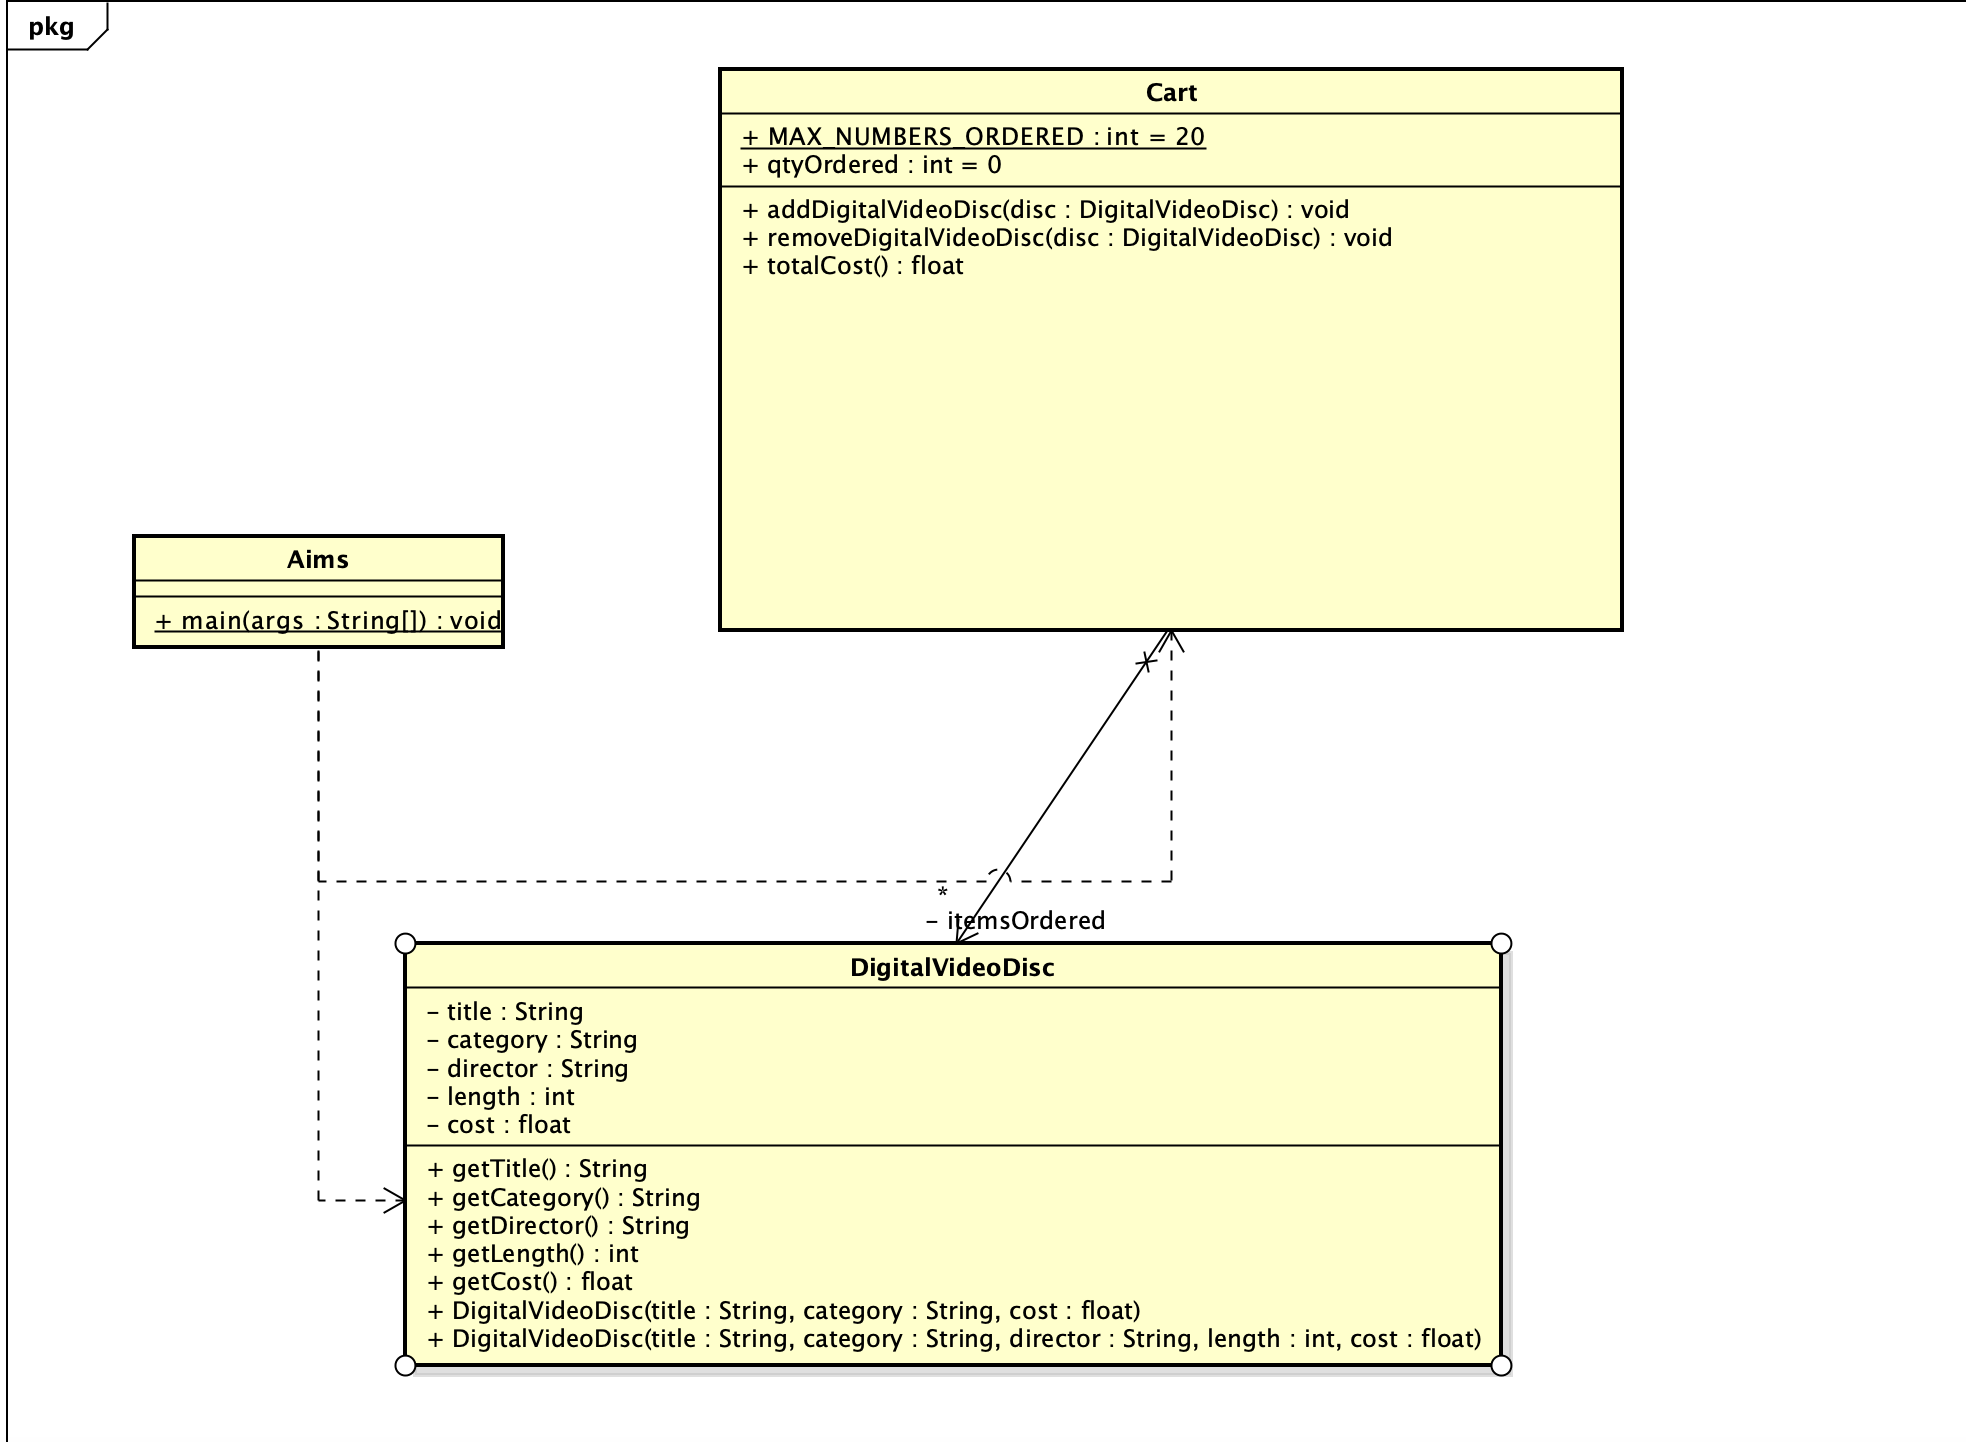 pkg
Cart
+ MAX_NUMBERS_ORDERED : int = 20
+ qtyOrdered : int = 0
+ addDigitalVideoDisc(disc : DigitalVideoDisc) : void
+ removeDigitalVideoDisc(disc : DigitalVideoDisc) : void
+ totalCost() : float
Aims
+ main(args : String[]) : void
*
- itemsOrdered
DigitalVideoDisc
- title : String
- category : String
- director : String
- length : int
- cost : float
+ getTitle() : String
+ getCategory() : String
+ getDirector() : String
+ getLength() : int
+ getCost() : float
+ DigitalVideoDisc(title : String, category : String, cost : float)
+ DigitalVideoDisc(title : String, category : String, director : String, length : int, cost : float)